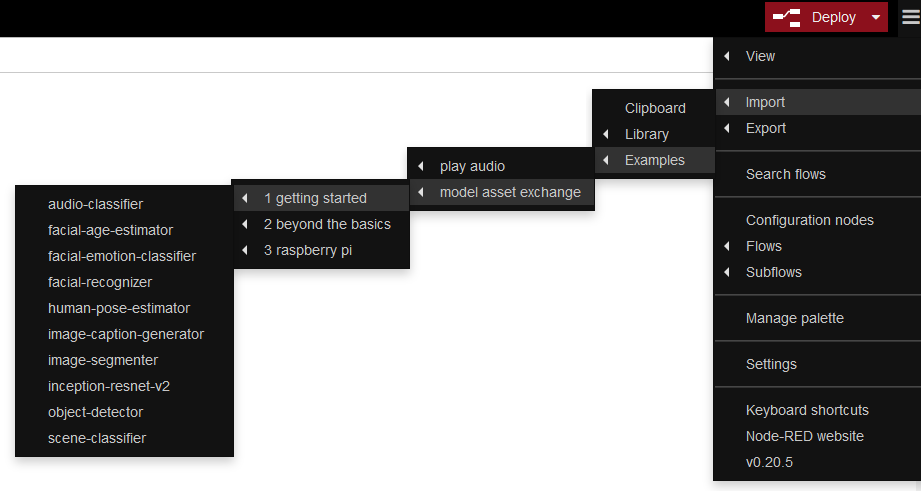 Deploy
View
Import
Export
Search flows
Configuration nodes
Flows
Subflows
Manage palette
Settings
Keyboard shortcuts
Node-RED website
v0.20.5
Clipboard
Library
Examples
play audio
model asset exchange
1 getting started
2 beyond the basics
3 raspberry pi
audio-classifier
facial-age-estimator
facial-emotion-classifier
facial-recognizer
human-pose-estimator
image-caption-generator
image-segmenter
inception-resnet-v2
object-detector
scene-classifier